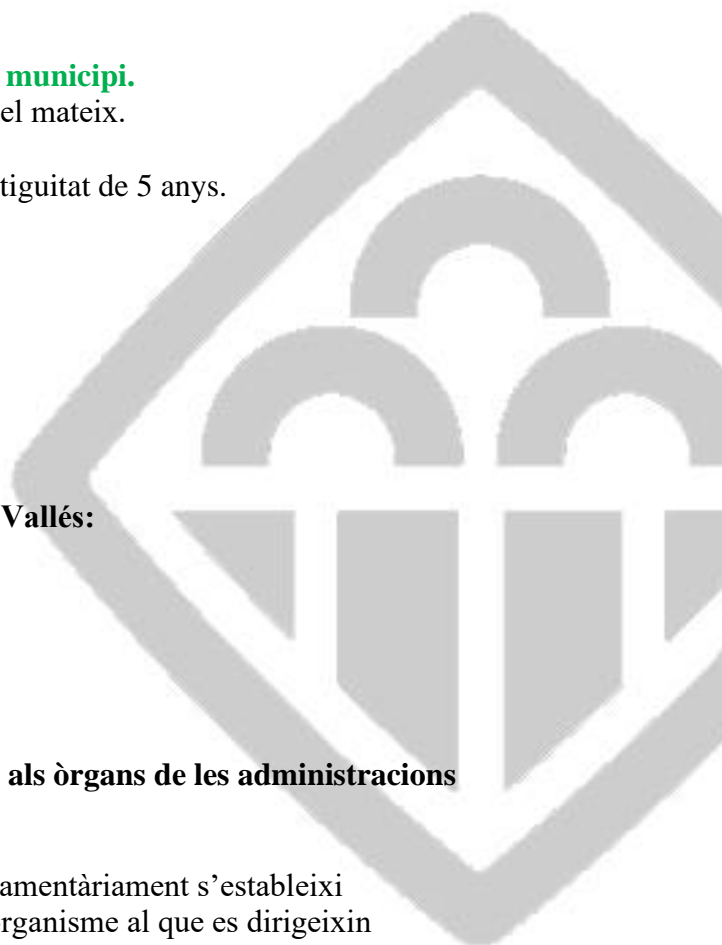 municipi.
el mateix.
tiguitat de 5 anys.
Vallés:
als òrgans de les administracions
amentàriament s’estableixi
organisme al que es dirigeixin